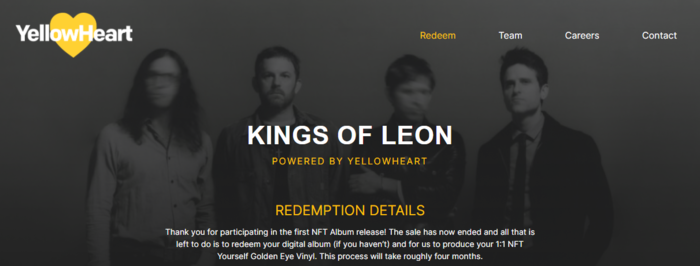 YellowHeart
Redeem Team Careers Contact
KINGS OF LEON
POWERED BY YELLOWHEART
REDEMPTION DETAILS
Thank you for participating in the first NFT Album release! The sale has now ended and all that is
left to do is to redeem your digital album (if you haven't) and for us to produce your 1:1 NFT
Yourself Golden Eye Vinyl. This process will take roughly four months.